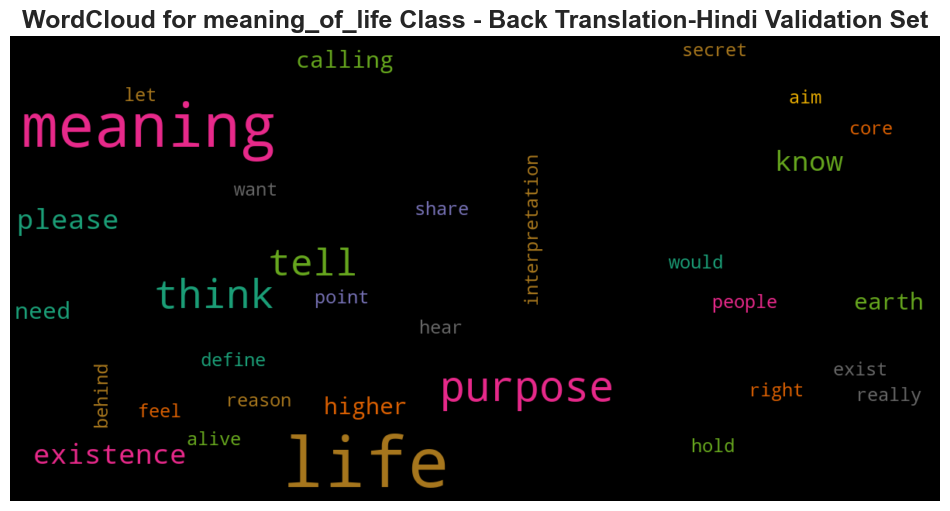 WordCloud for meaning_of_life Class - Back Translation-Hindi Validation Set
calling
secret
let
aim
meaning
core
know
want
please
share
interpretation
tell
would
think
point
people
earth
need
hear
define
exist
behind
purpose
right
really
feel
reason
higher
alive
hold
existence
life